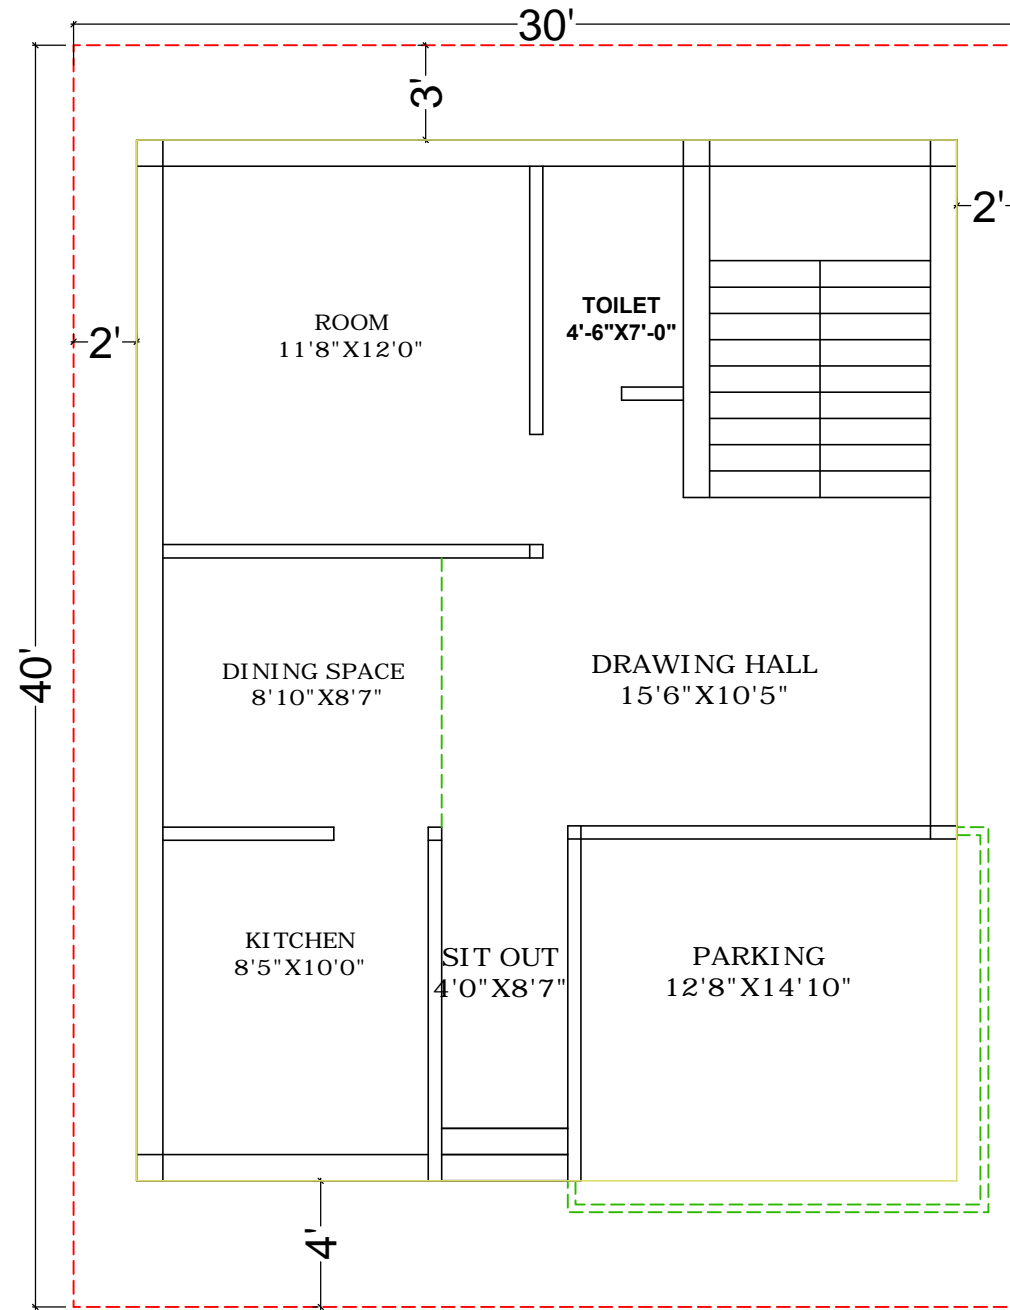 30'
3'
2'
TOILET
4'-6"X7'-0"
ROOM
11'8"X12'0"
2'
40'
DINING SPACE
8'10"X8'7"
DRAWING HALL
15'6"X10'5"
KITCHEN
8'5"X10'0"
SIT OUT
4'0"X8'7"
PARKING
12'8"X14'10"
4'